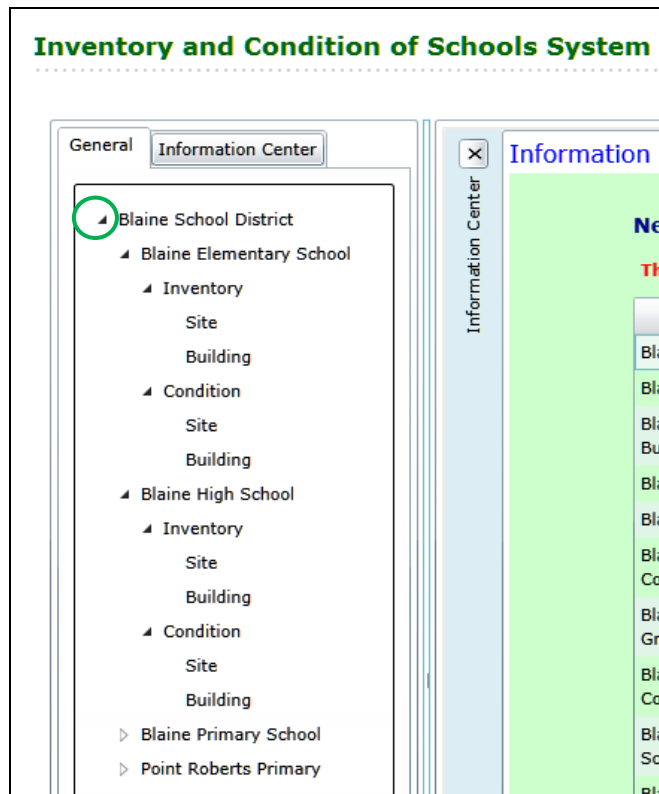 Inventory and Condition of Schools System
General
Information Center
Blaine School District
Blaine Elementary School
Inventory
Site
Building
Condition
Site
Building
Blaine High School
Inventory
Site
Building
Condition
Site
Building
Blaine Primary School
Point Roberts Primary
Information Center
Information